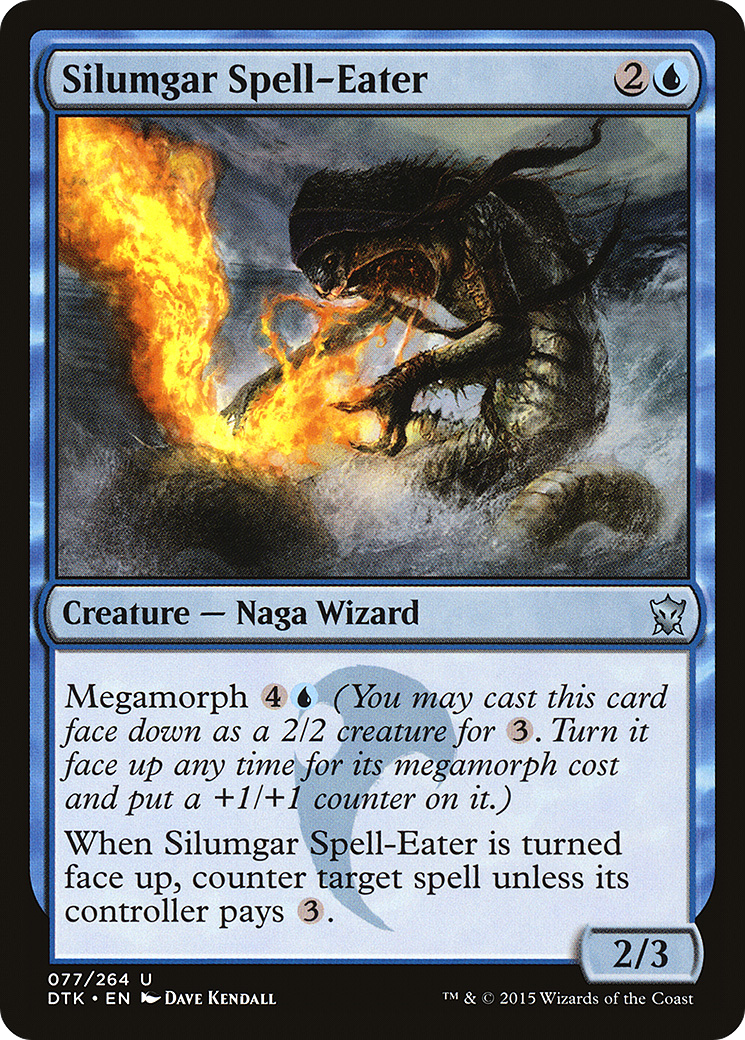 Silumgar Spell-Eater 2
Creature — Naga Wizard
Megamorph 4 (You may cast this card
face down as a 2/2 creature for 3. Turn it
face up any time for its megamorph cost
and put a +1/+1 counter on it.)
When Silumgar Spell-Eater is turned
face up, counter target spell unless its
controller pays 3.
2/3
077/264 U
DTK • EN Dave Kendall
™ & © 2015 Wizards of the Coast